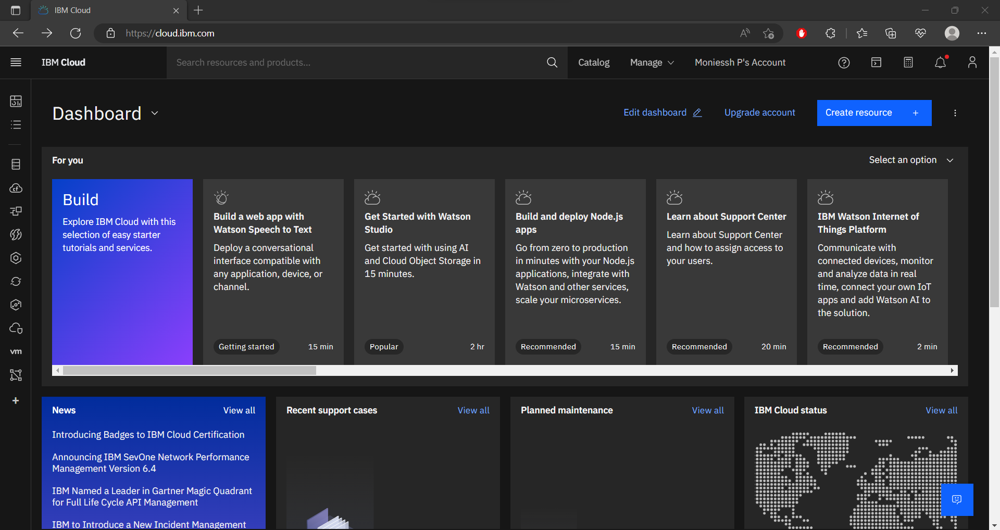 IBM Cloud
https://cloud.ibm.com
IBM Cloud
Search resources and products...
Catalog
Manage
Moniessh P's Account
Dashboard
Edit dashboard
Upgrade account
Create resource +
For you
Select an option
Build
Explore IBM Cloud with this
selection of easy starter
tutorials and services.
Build a web app with
Watson Speech to Text
Deploy a conversational
interface compatible with
any application, device, or
channel.
Getting started
15 min
Get Started with Watson
Studio
Get started with using AI
and Cloud Object Storage in
15 minutes.
Popular
2 hr
Build and deploy Node.js
apps
Go from zero to production
in minutes with your Node.js
applications, integrate with
Watson and other services,
scale your microservices.
Recommended
15 min
Learn about Support Center
Learn about Support Center
and how to assign access to
your users.
Recommended
20 min
IBM Watson Internet of
Things Platform
Communicate with
connected devices, monitor
and analyze data in real
time, connect your own IoT
apps and add Watson AI to
the solution.
Recommended
2 min
cf
vm
News
View all
Introducing Badges to IBM Cloud Certification
Announcing IBM SevOne Network Performance
Management Version 6.4
IBM Named a Leader in Gartner Magic Quadrant
for Full Life Cycle API Management
IBM to Introduce a New Incident Management
Recent support cases
View all
Planned maintenance
View all
IBM Cloud status
View all